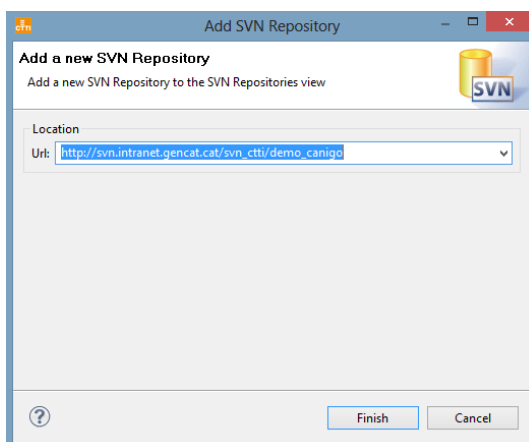 CTTI
Add SVN Repository
Add a new SVN Repository
Add a new SVN Repository to the SVN Repositories view
SVN
Location
Url: http://svn.intranet.gencat.cat/svn_ctti/demo_canigo
?
Finish Cancel